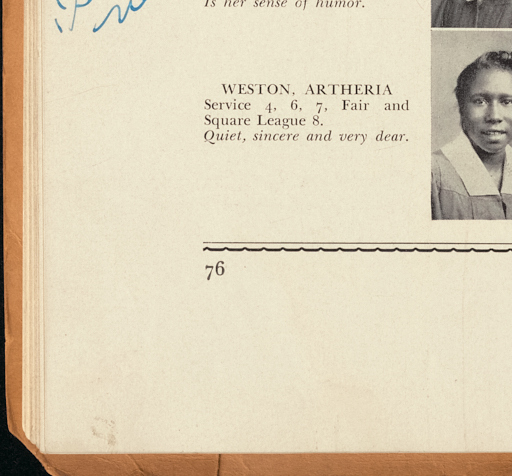 Is her sense of humor.
WESTON, ARTHERIA
Service 4, 6, 7, Fair and
Square League 8.
Quiet, sincere and very dear.
76